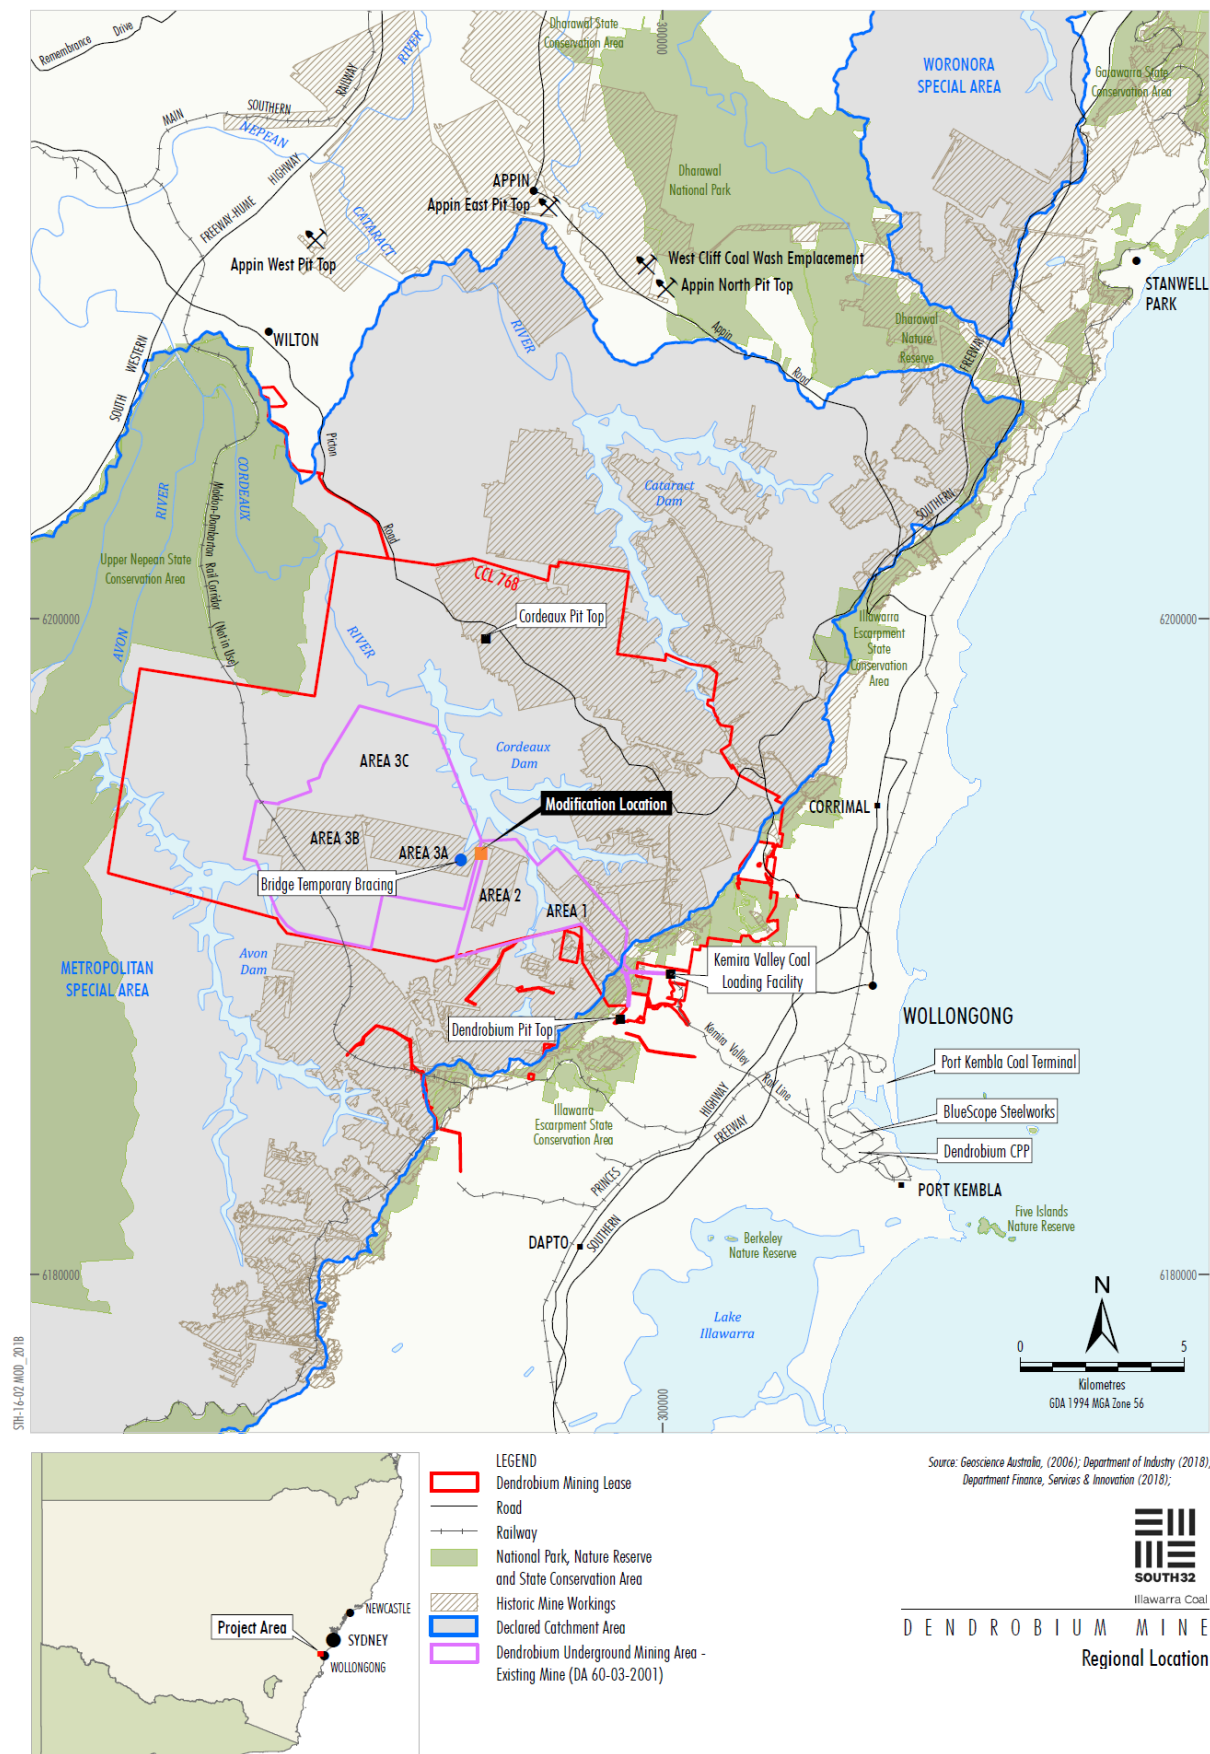 Remembrance Drive
RIVER
Dharawal State
Conservation Area
300000
WORONORA
SPECIAL AREA
Garawarra State
Conservation Area
MAIN
SOUTHERN
RAILWAY
NEPEAN
Dharawal
National Park
APPIN
Appin East Pit Top
FREEWAY-HUME
HIGHWAY
CATARACT
Appin West Pit Top
West Cliff Coal Wash Emplacement
Appin North Pit Top
STANWELL
PARK
RIVER
Appin
Road
Dharawal
Nature
Reserve
FREEWAY
WILTON
SOUTH
WESTERN
Picton
Road
RIVER
CORDEAUX
Maldon-Dombarton Rail Corridor (Not in Use)
Cataract
Dam
SOUTHERN
Upper Nepean State
Conservation Area
CCL 768
6200000
6200000
Cordeaux Pit Top
AVON
RIVER
Illawarra
Escarpment
State
Conservation
Area
AREA 3C
Cordeaux
Dam
Modification Location
CORRIMAL
AREA 3B
AREA 3A
Bridge Temporary Bracing
AREA 2
AREA 1
METROPOLITAN
SPECIAL AREA
Avon
Dam
Kemira Valley Coal
Loading Facility
Dendrobium Pit Top
WOLLONGONG
Kemira Valley
Rail Line
Port Kembla Coal Terminal
HIGHWAY
BlueScope Steelworks
Illawarra
Escarpment State
Conservation Area
FREEWAY
Dendrobium CPP
PRINCES
PORT KEMBLA
Five Islands
Nature Reserve
DAPTO
SOUTHERN
Berkeley
Nature Reserve
6180000
6180000
Lake
Illawarra
N
0 5
Kilometres
GDA 1994 MGA Zone 56
300000
STH-16-02 MOD_201B
LEGEND
Dendrobium Mining Lease
Road
Railway
National Park, Nature Reserve
and State Conservation Area
Historic Mine Workings
Declared Catchment Area
Dendrobium Underground Mining Area -
Existing Mine (DA 60-03-2001)
NEWCASTLE
Project Area
SYDNEY
WOLLONGONG
Source: Geoscience Australia, (2006); Department of Industry (2018),
Department Finance, Services & Innovation (2018);
SOUTH32
Illawarra Coal
DENDROBIUM MINE
Regional Location